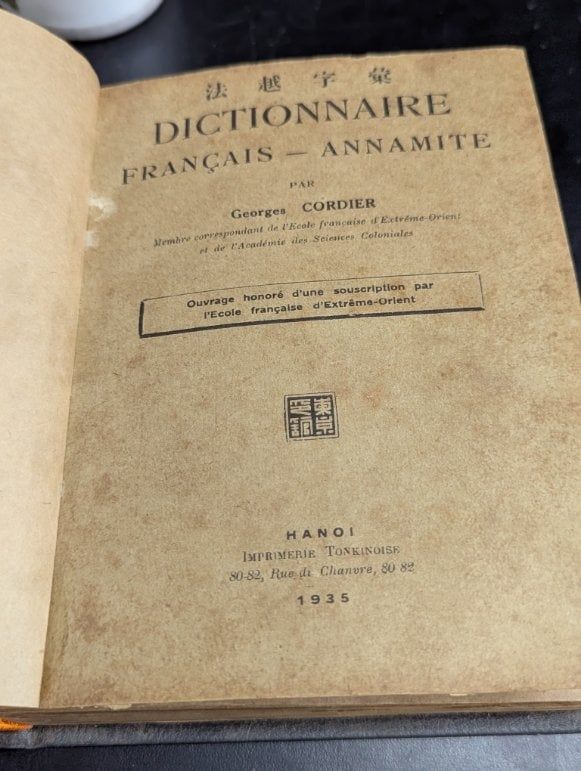 法越字彙
DICTIONNAIRE
FRANÇAIS — ANNAMITE
PAR
Georges CORDIER
Membre correspondant de l'Ecole française d'Extrême-Orient
et de l'Académie des Sciences Coloniales
Ouvrage honoré d'une souscription par
l'Ecole française d'Extrême-Orient
東京
HANOI
IMPRIMERIE TONKINOISE
80-82, Rue du Chanvre, 80-82
1935